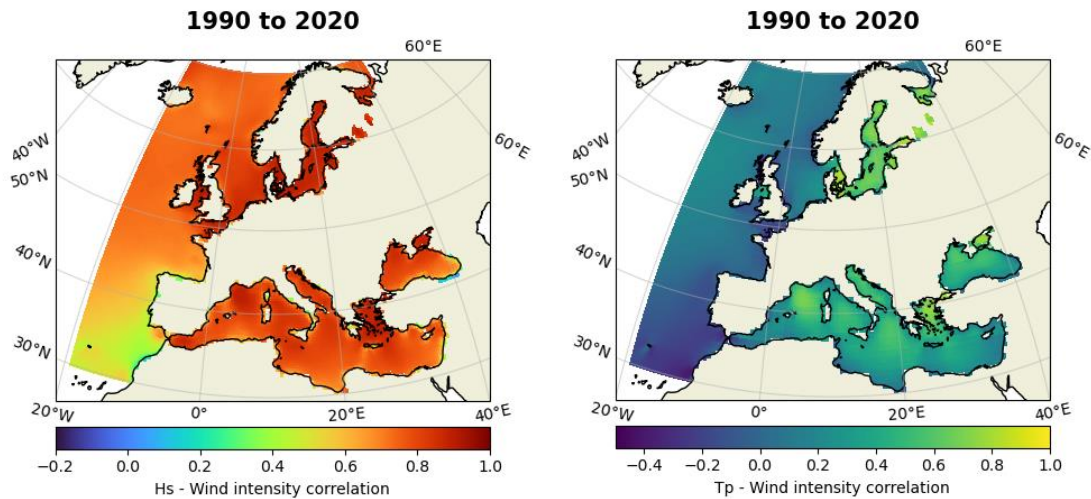 1990 to 2020
60°E
40°W
50°N
60°E
40°N
30°N
20°W
0°
20°E
40°E
−0.2 0.0 0.2 0.4 0.6 0.8 1.0
Hs - Wind intensity correlation
1990 to 2020
60°E
40°W
50°N
60°E
40°N
30°N
20°W
0°
20°E
40°E
−0.4 −0.2 0.0 0.2 0.4 0.6 0.8 1.0
Tp - Wind intensity correlation